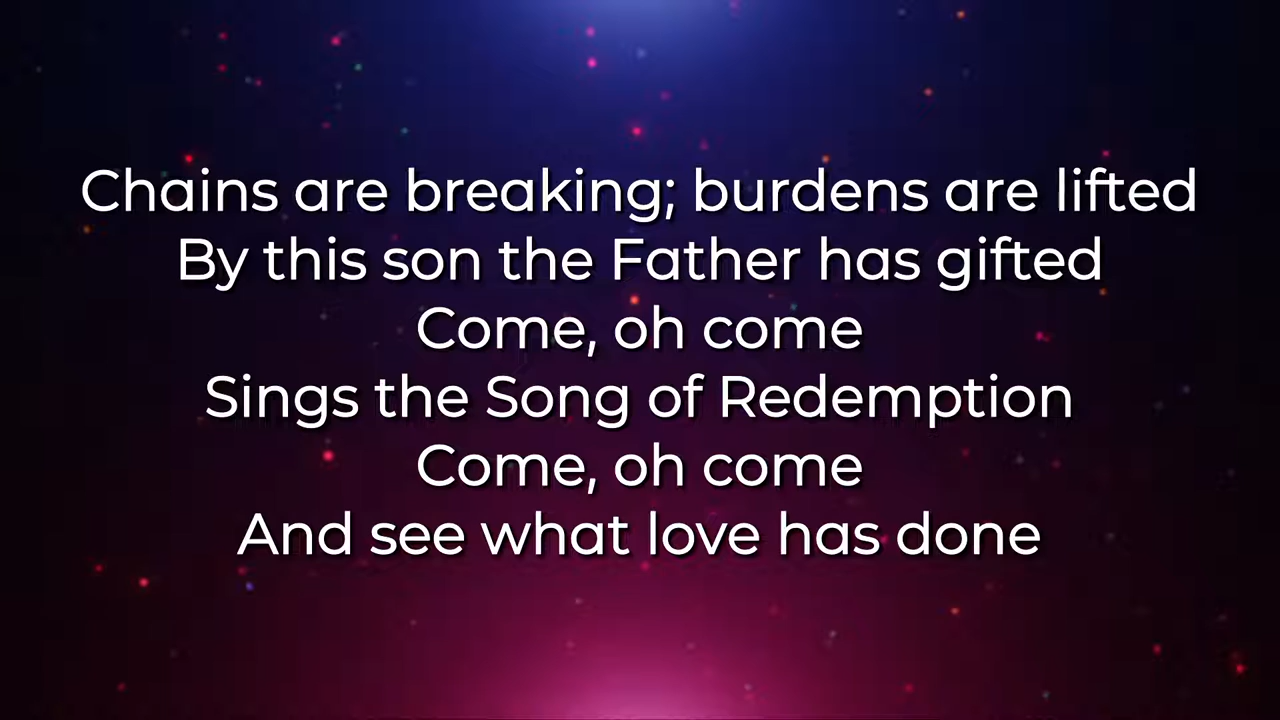 Chains are breaking; burdens are lifted
By this son the Father has gifted
Come, oh come
Sings the Song of Redemption
Come, oh come
And see what love has done